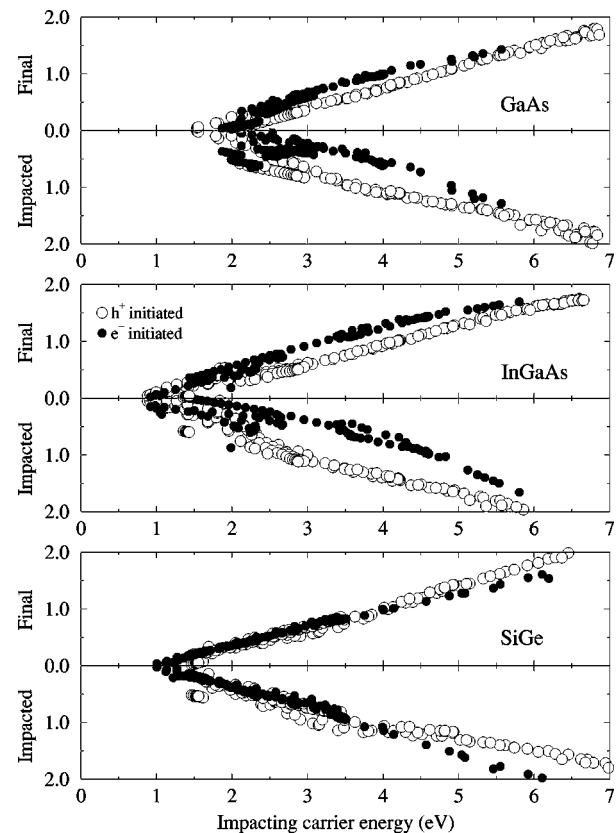 2.0
Final
1.0
GaAs
0.0
Impacted
1.0
2.0
0 1 2 3 4 5 6 7
2.0
h+ initiated
e− initiated
Final
1.0
InGaAs
0.0
Impacted
1.0
2.0
0 1 2 3 4 5 6 7
2.0
Final
1.0
SiGe
0.0
Impacted
1.0
2.0
0 1 2 3 4 5 6 7
Impacting carrier energy (eV)